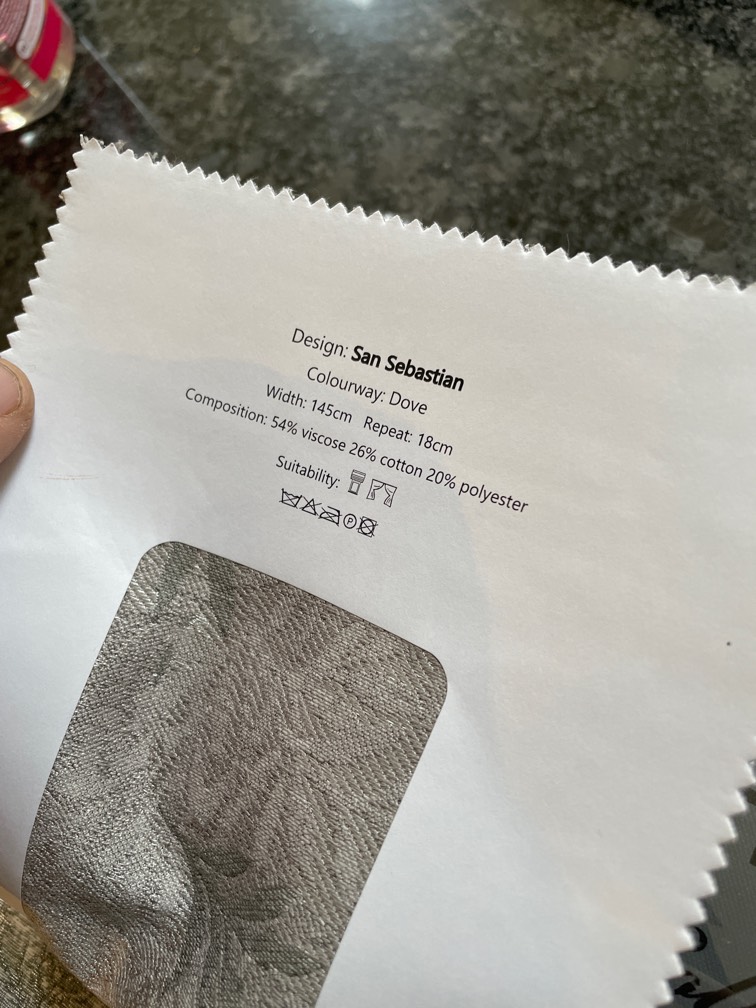 Design: San Sebastian
Colourway: Dove
Width: 145cm Repeat: 18cm
Composition: 54% viscose 26% cotton 20% polyester
Suitability:
P